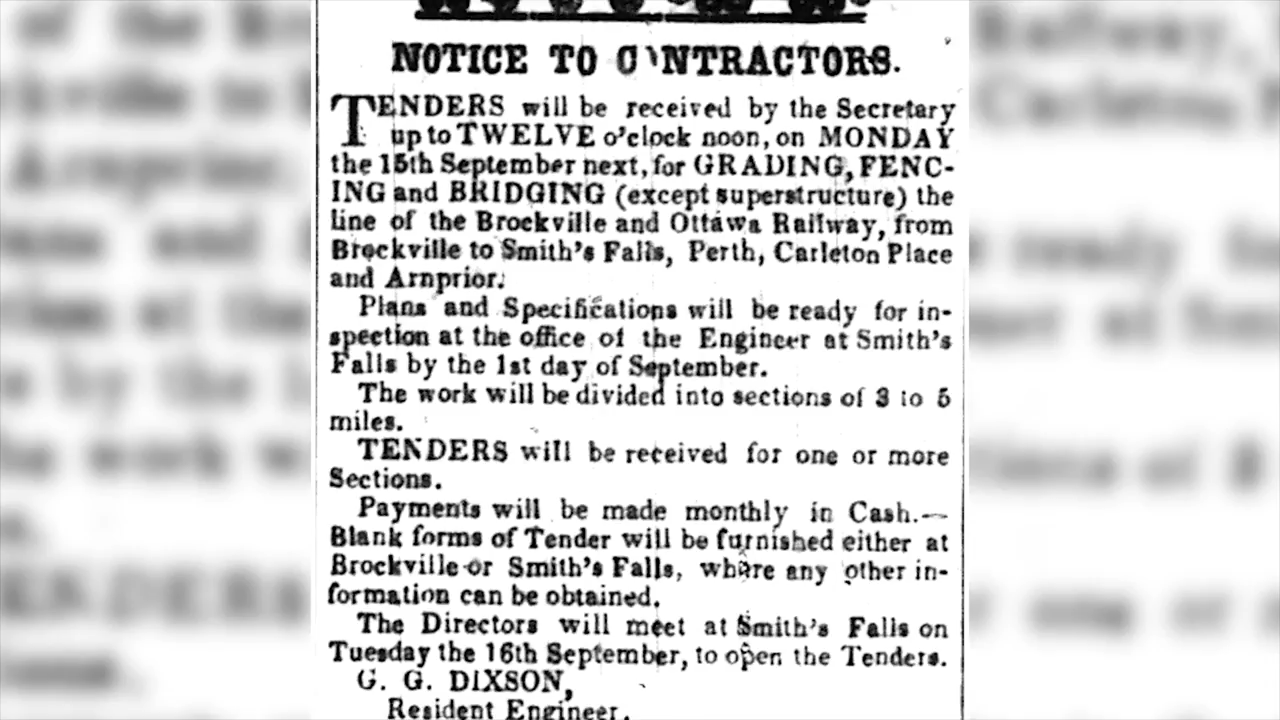 NOTICE TO CONTRACTORS.
TENDERS will be received by the Secretary
up to TWELVE o'clock noon, on MONDAY
the 15th September next, for GRADING, FENC-
ING and BRIDGING (except superstructure) the
line of the Brockville and Ottawa Railway, from
Brockville to Smith's Falls, Perth, Carleton Place
and Arnprior.
Plans and Specifications will be ready for in-
spection at the office of the Engineer at Smith's
Falls by the 1st day of September.
The work will be divided into sections of 3 to 5
miles.
TENDERS will be received for one or more
Sections.
Payments will be made monthly in Cash.—
Blank forms of Tender will be furnished either at
Brockville or Smith's Falls, where any other in-
formation can be obtained.
The Directors will meet at Smith's Falls on
Tuesday the 16th September, to open the Tenders.
G. G. DIXSON,
Resident Engineer.